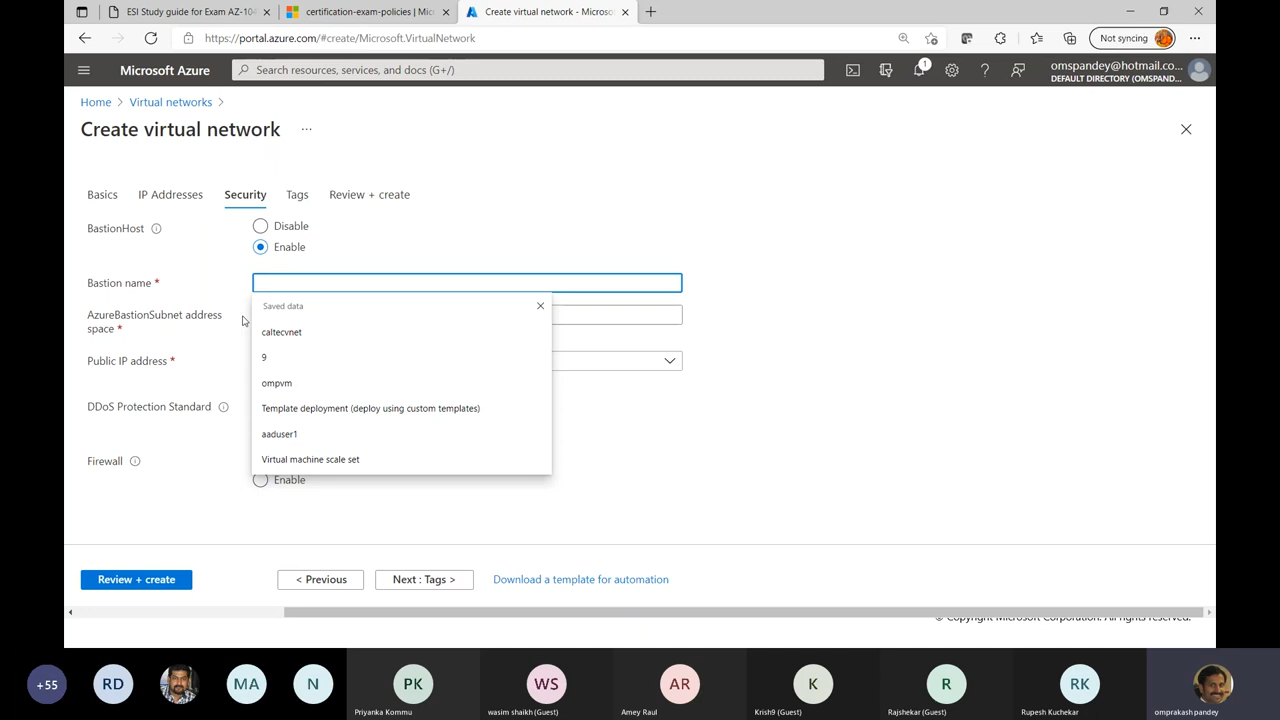 ESI Study guide for Exam AZ-104
certification-exam-policies | Mic
Create virtual network - Microso
https://portal.azure.com/#create/Microsoft.VirtualNetwork
Not syncing
Microsoft Azure
Search resources, services, and docs (G+/)
1
omspandey@hotmail.co...
DEFAULT DIRECTORY (OMSPAND...
Home > Virtual networks >
Create virtual network ...
Basics IP Addresses Security Tags Review + create
BastionHost
Disable
Enable
Bastion name *
AzureBastionSubnet address
space *
Public IP address *
DDoS Protection Standard
Firewall
Saved data
caltecvnet
9
ompvm
Template deployment (deploy using custom templates)
aaduser1
Virtual machine scale set
Enable
Review + create
< Previous
Next : Tags >
Download a template for automation
© Copyright Microsoft Corporation. All rights reserved.
+55
RD
MA
N
PK
Priyanka Kommu
WS
wasim shaikh (Guest)
AR
Amey Raul
K
Krish9 (Guest)
R
Rajshekar (Guest)
RK
Rupesh Kuchekar
omprakash pandey